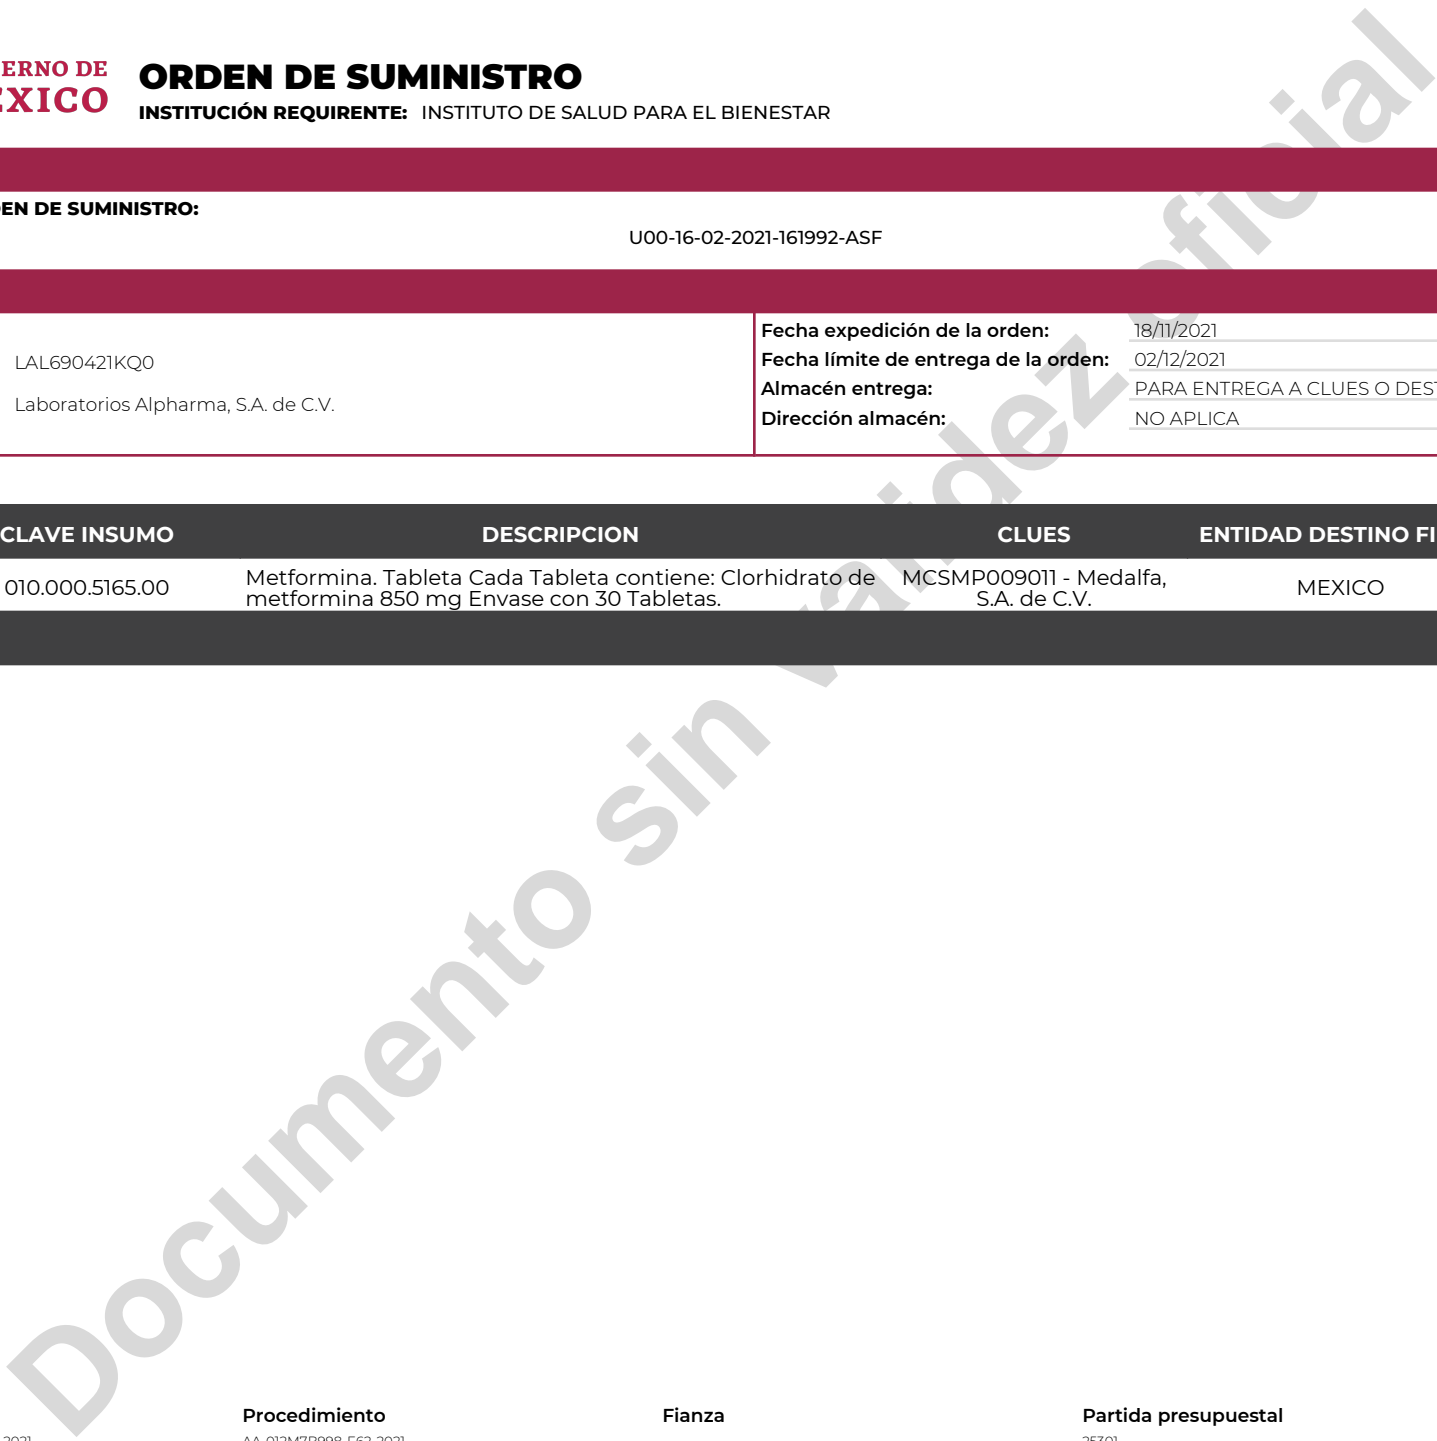 ERNO DE
ORDEN DE SUMINISTRO
EXICO
INSTITUCIÓN REQUIRENTE: INSTITUTO DE SALUD PARA EL BIENESTAR
EN DE SUMINISTRO:
U00-16-02-2021-161992-ASF
LAL690421KQ0
Laboratorios Alpharma, S.A. de C.V.
Fecha expedición de la orden: 18/11/2021
Fecha límite de entrega de la orden: 02/12/2021
Almacén entrega: PARA ENTREGA A CLUES O DEST
Dirección almacén: NO APLICA
CLAVE INSUMO DESCRIPCION CLUES ENTIDAD DESTINO FI
010.000.5165.00
Metformina. Tableta Cada Tableta contiene: Clorhidrato de
metformina 850 mg Envase con 30 Tabletas.
MCSMP009011 - Medalfa,
S.A. de C.V.
MEXICO
Documento sin validez oficial
Procedimiento Fianza Partida presupuestal